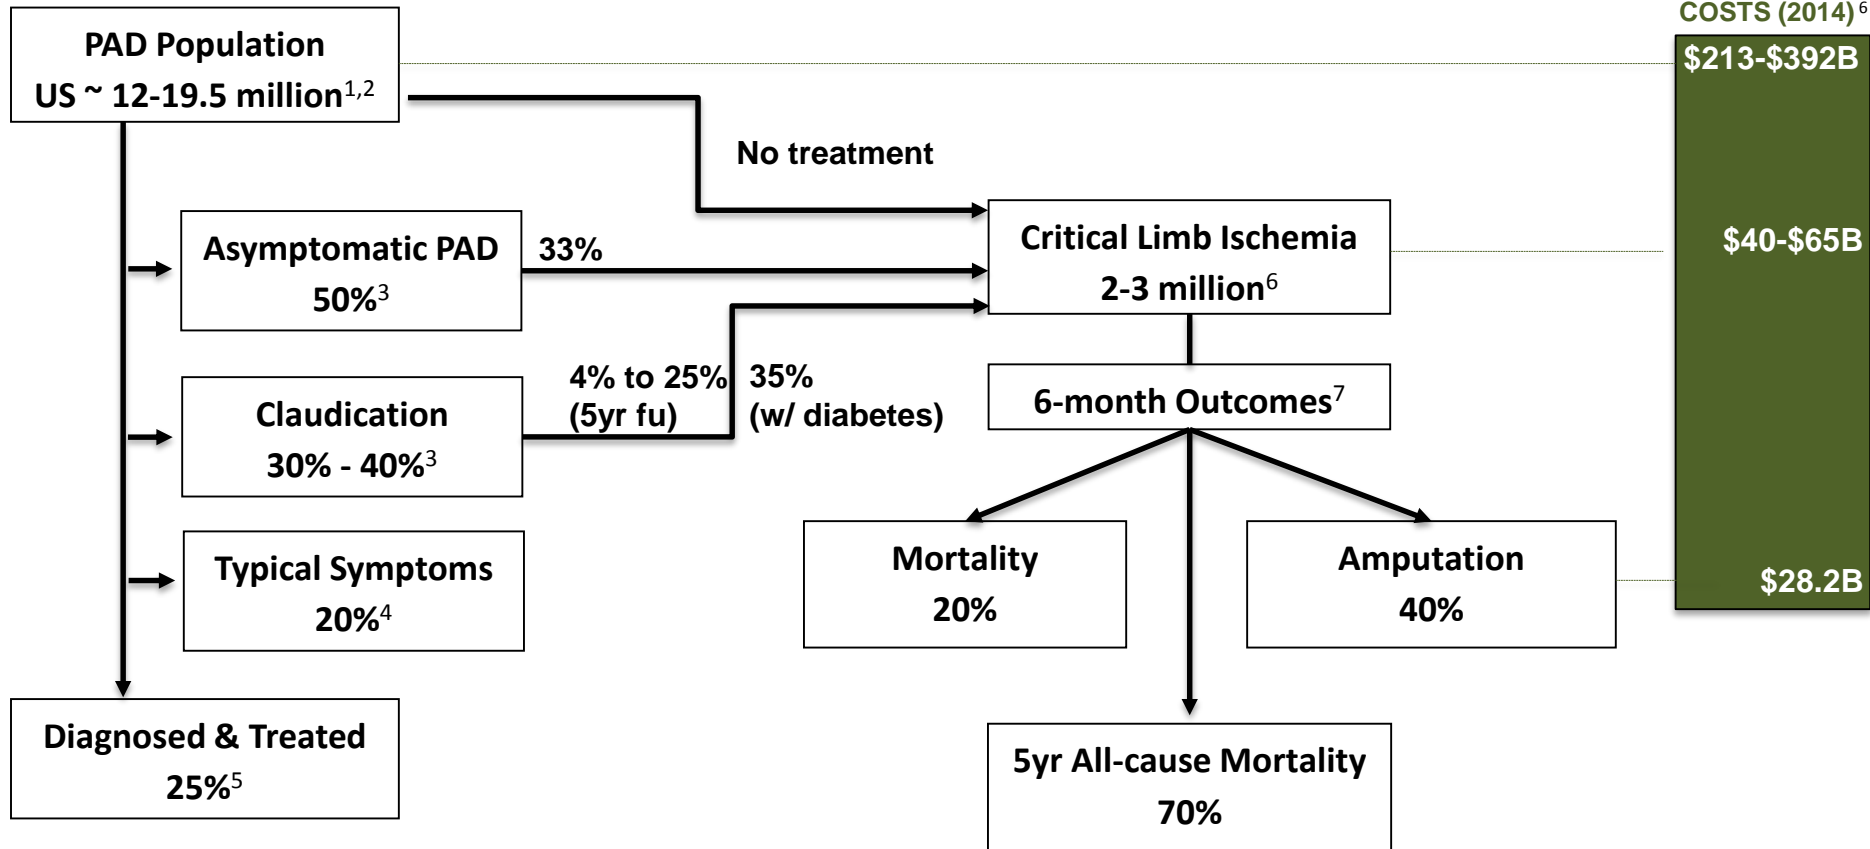 COSTS (2014)⁶
PAD Population
US ~ 12-19.5 million¹,²
$213-$392B
No treatment
Asymptomatic PAD
50%³
33%
Critical Limb Ischemia
2-3 million⁶
$40-$65B
Claudication
30% - 40%³
4% to 25%
(5yr fu)
35%
(w/ diabetes)
6-month Outcomes⁷
Typical Symptoms
20%⁴
Mortality
20%
Amputation
40%
$28.2B
Diagnosed & Treated
25%⁵
5yr All-cause Mortality
70%